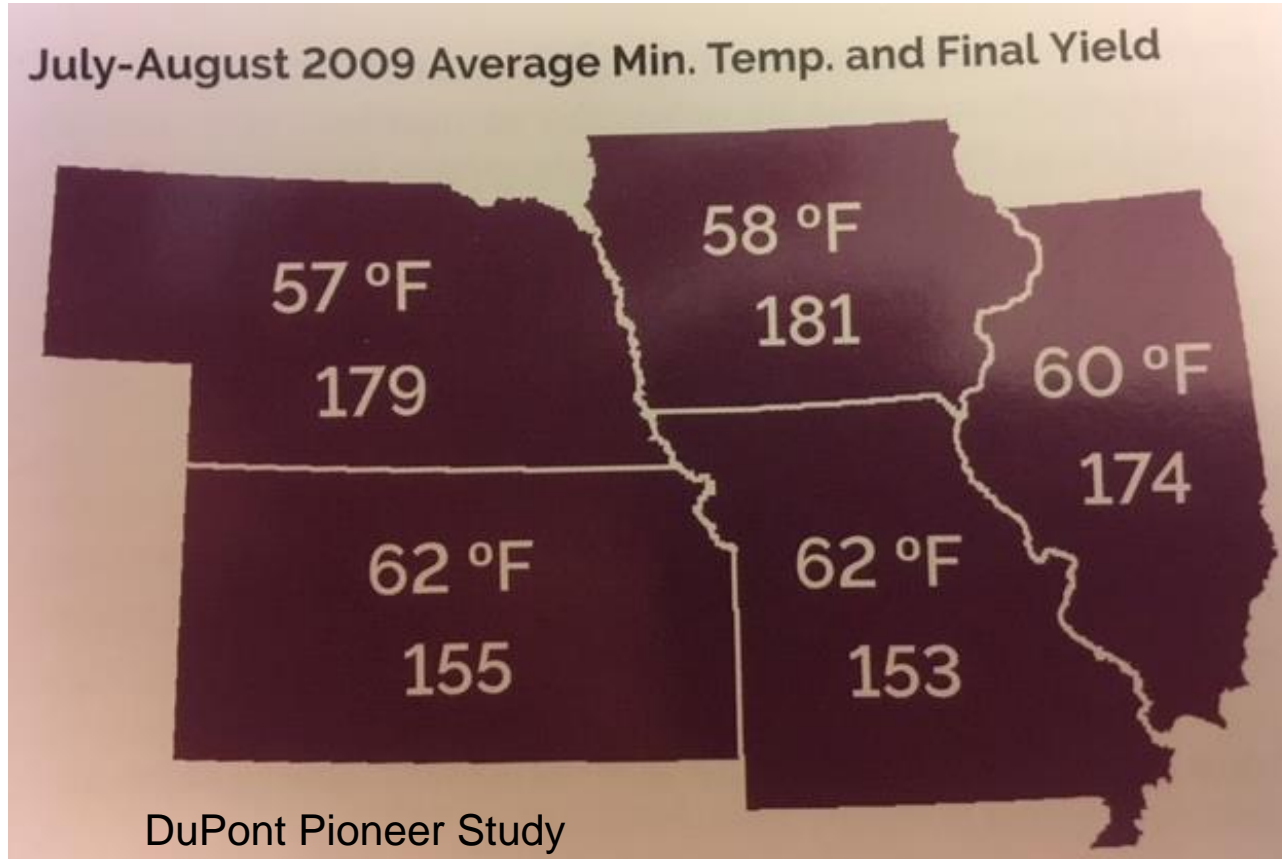 July-August 2009 Average Min. Temp. and Final Yield
57 ºF
179
58 ºF
181
60 ºF
174
62 ºF
155
62 ºF
153
DuPont Pioneer Study